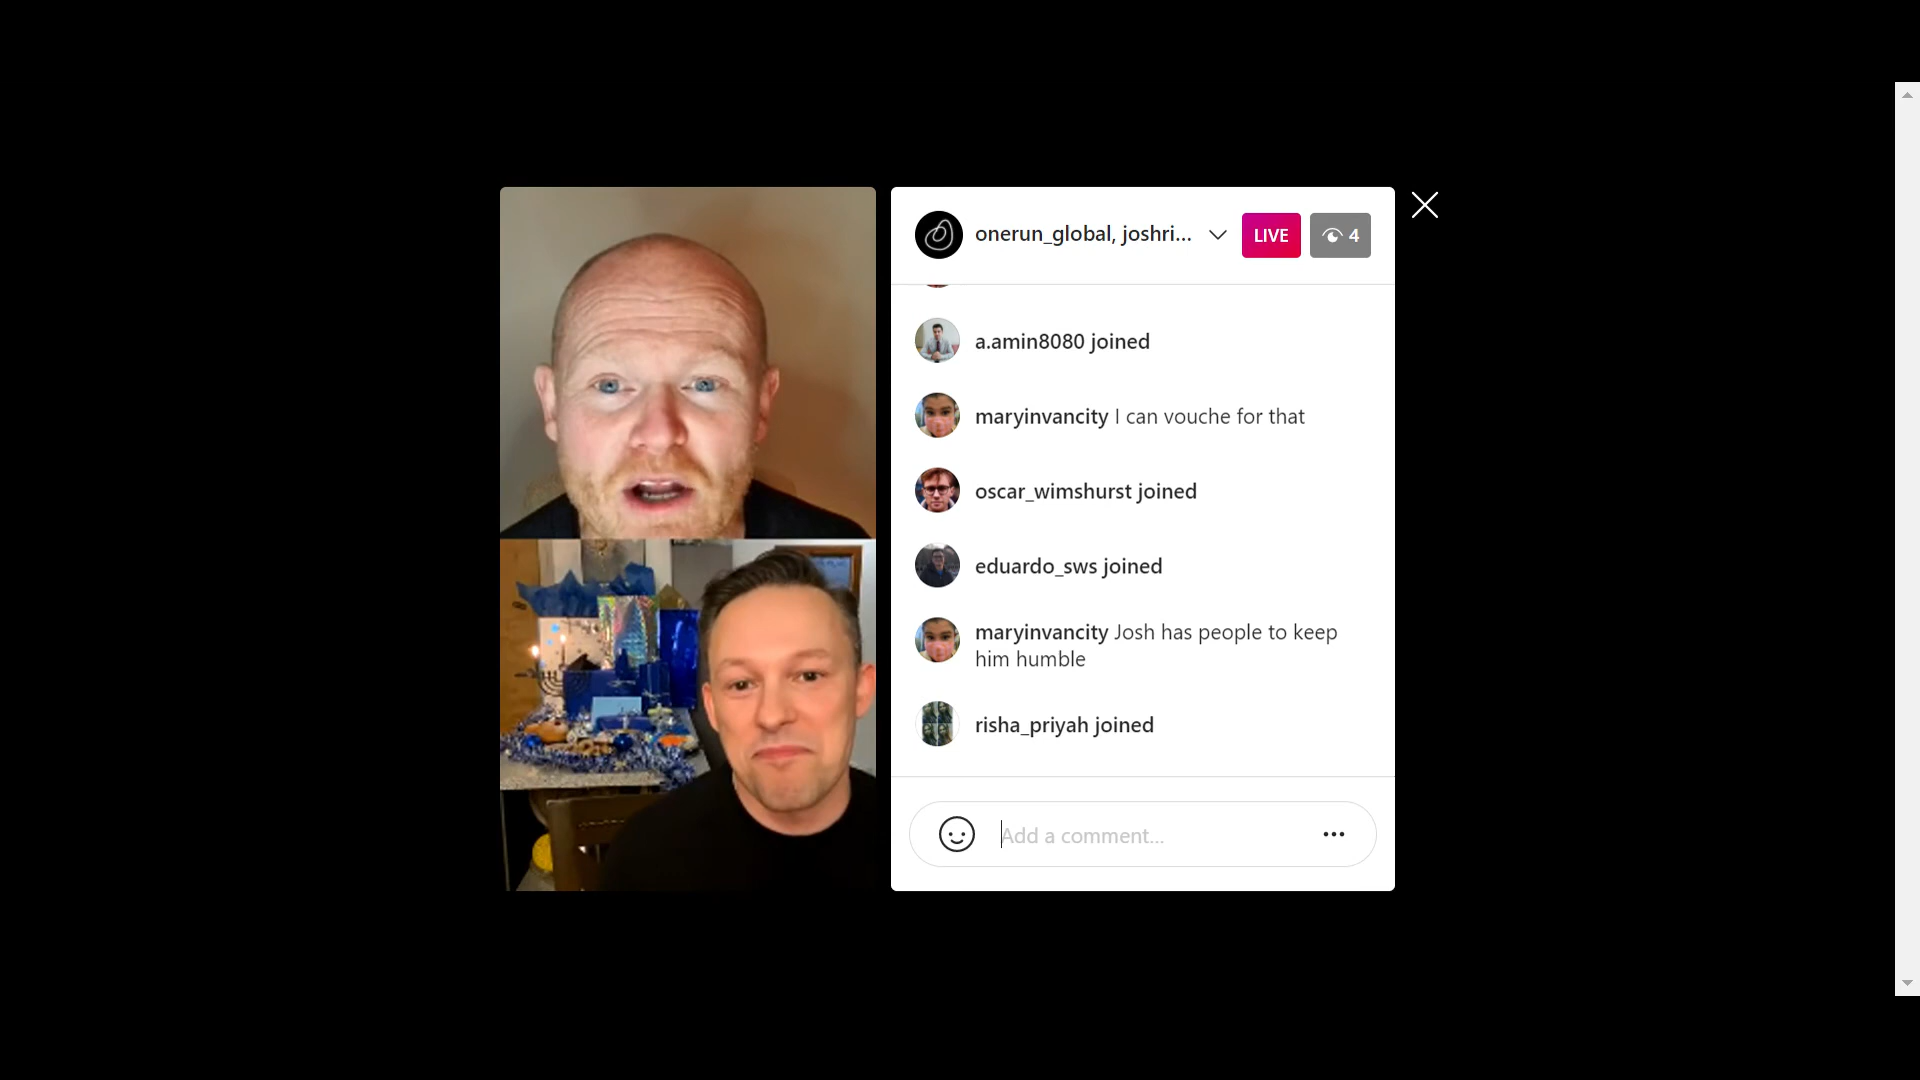 onerun_global, joshri...
LIVE
4
a.amin8080 joined
maryinvancity I can vouche for that
oscar_wimshurst joined
eduardo_sws joined
maryinvancity Josh has people to keep
him humble
risha_priyah joined
Add a comment...